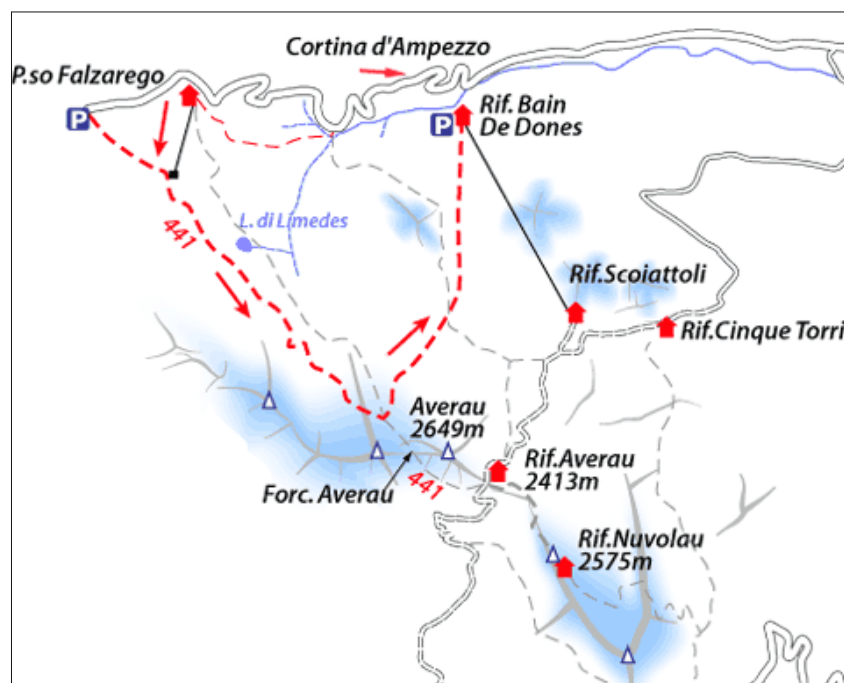 Cortina d'Ampezzo
P.so Falzarego
P
Rif. Bain
De Dones
P
441
L. di Limedes
Rif.Scoiattoli
Rif.Cinque Torri
Averau
2649m
Forc. Averau
441
Rif.Averau
2413m
Rif.Nuvolau
2575m